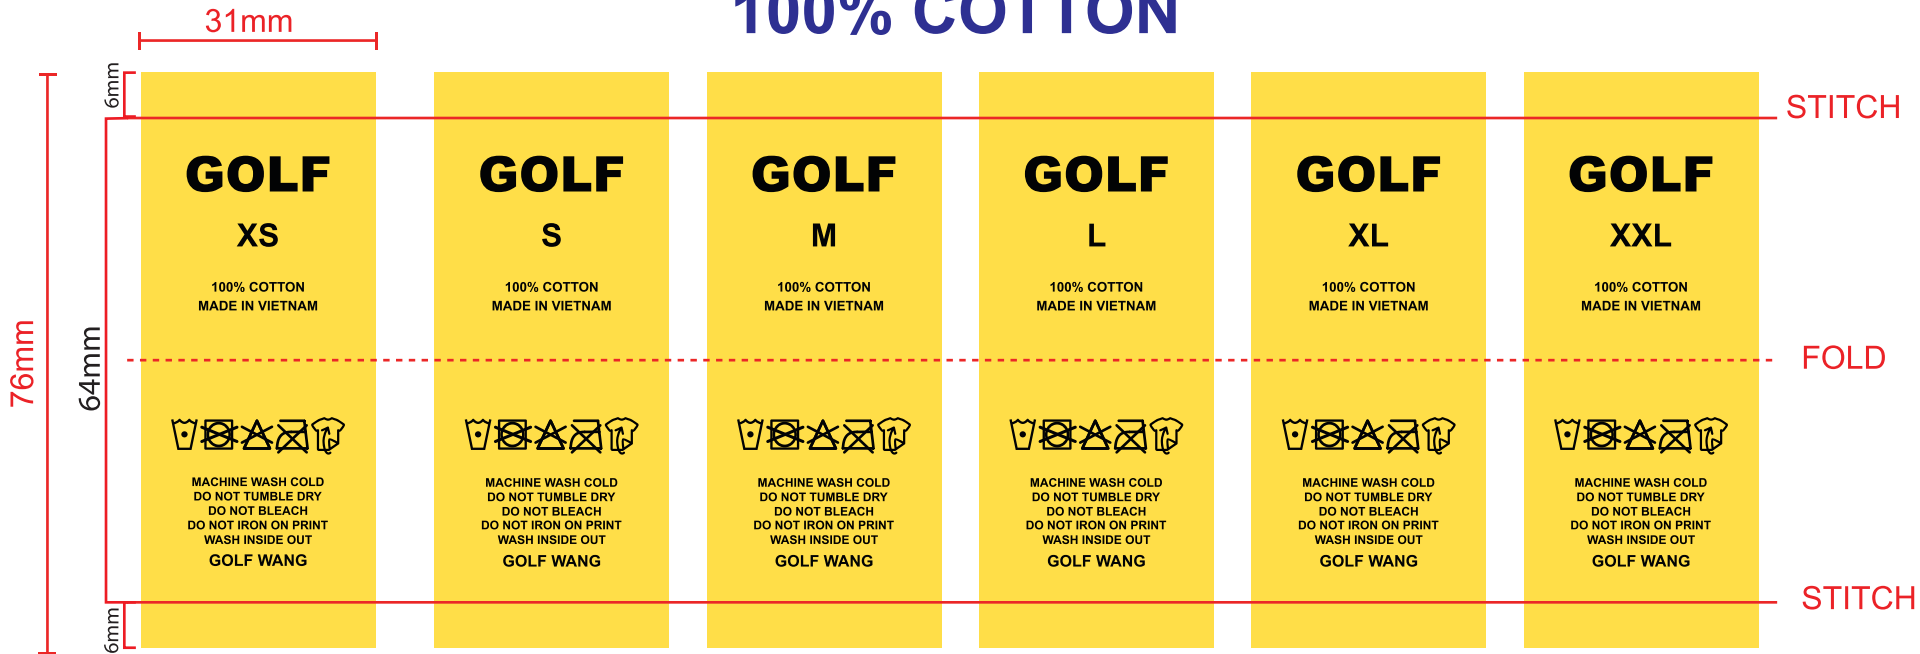 100% COTTON
31mm
6mm
STITCH
GOLF GOLF GOLF GOLF GOLF GOLF
XS S M L XL XXL
100% COTTON 100% COTTON 100% COTTON 100% COTTON 100% COTTON 100% COTTON
MADE IN VIETNAM MADE IN VIETNAM MADE IN VIETNAM MADE IN VIETNAM MADE IN VIETNAM MADE IN VIETNAM
76mm
64mm
FOLD
MACHINE WASH COLD MACHINE WASH COLD MACHINE WASH COLD MACHINE WASH COLD MACHINE WASH COLD MACHINE WASH COLD
DO NOT TUMBLE DRY DO NOT TUMBLE DRY DO NOT TUMBLE DRY DO NOT TUMBLE DRY DO NOT TUMBLE DRY DO NOT TUMBLE DRY
DO NOT BLEACH DO NOT BLEACH DO NOT BLEACH DO NOT BLEACH DO NOT BLEACH DO NOT BLEACH
DO NOT IRON ON PRINT DO NOT IRON ON PRINT DO NOT IRON ON PRINT DO NOT IRON ON PRINT DO NOT IRON ON PRINT DO NOT IRON ON PRINT
WASH INSIDE OUT WASH INSIDE OUT WASH INSIDE OUT WASH INSIDE OUT WASH INSIDE OUT WASH INSIDE OUT
GOLF WANG GOLF WANG GOLF WANG GOLF WANG GOLF WANG GOLF WANG
STITCH
6mm